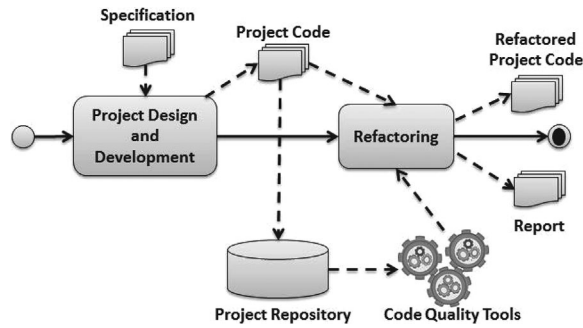 Specification
Project Code
Refactored
Project Code
Project Design
and
Development
Refactoring
Report
Project Repository
Code Quality Tools